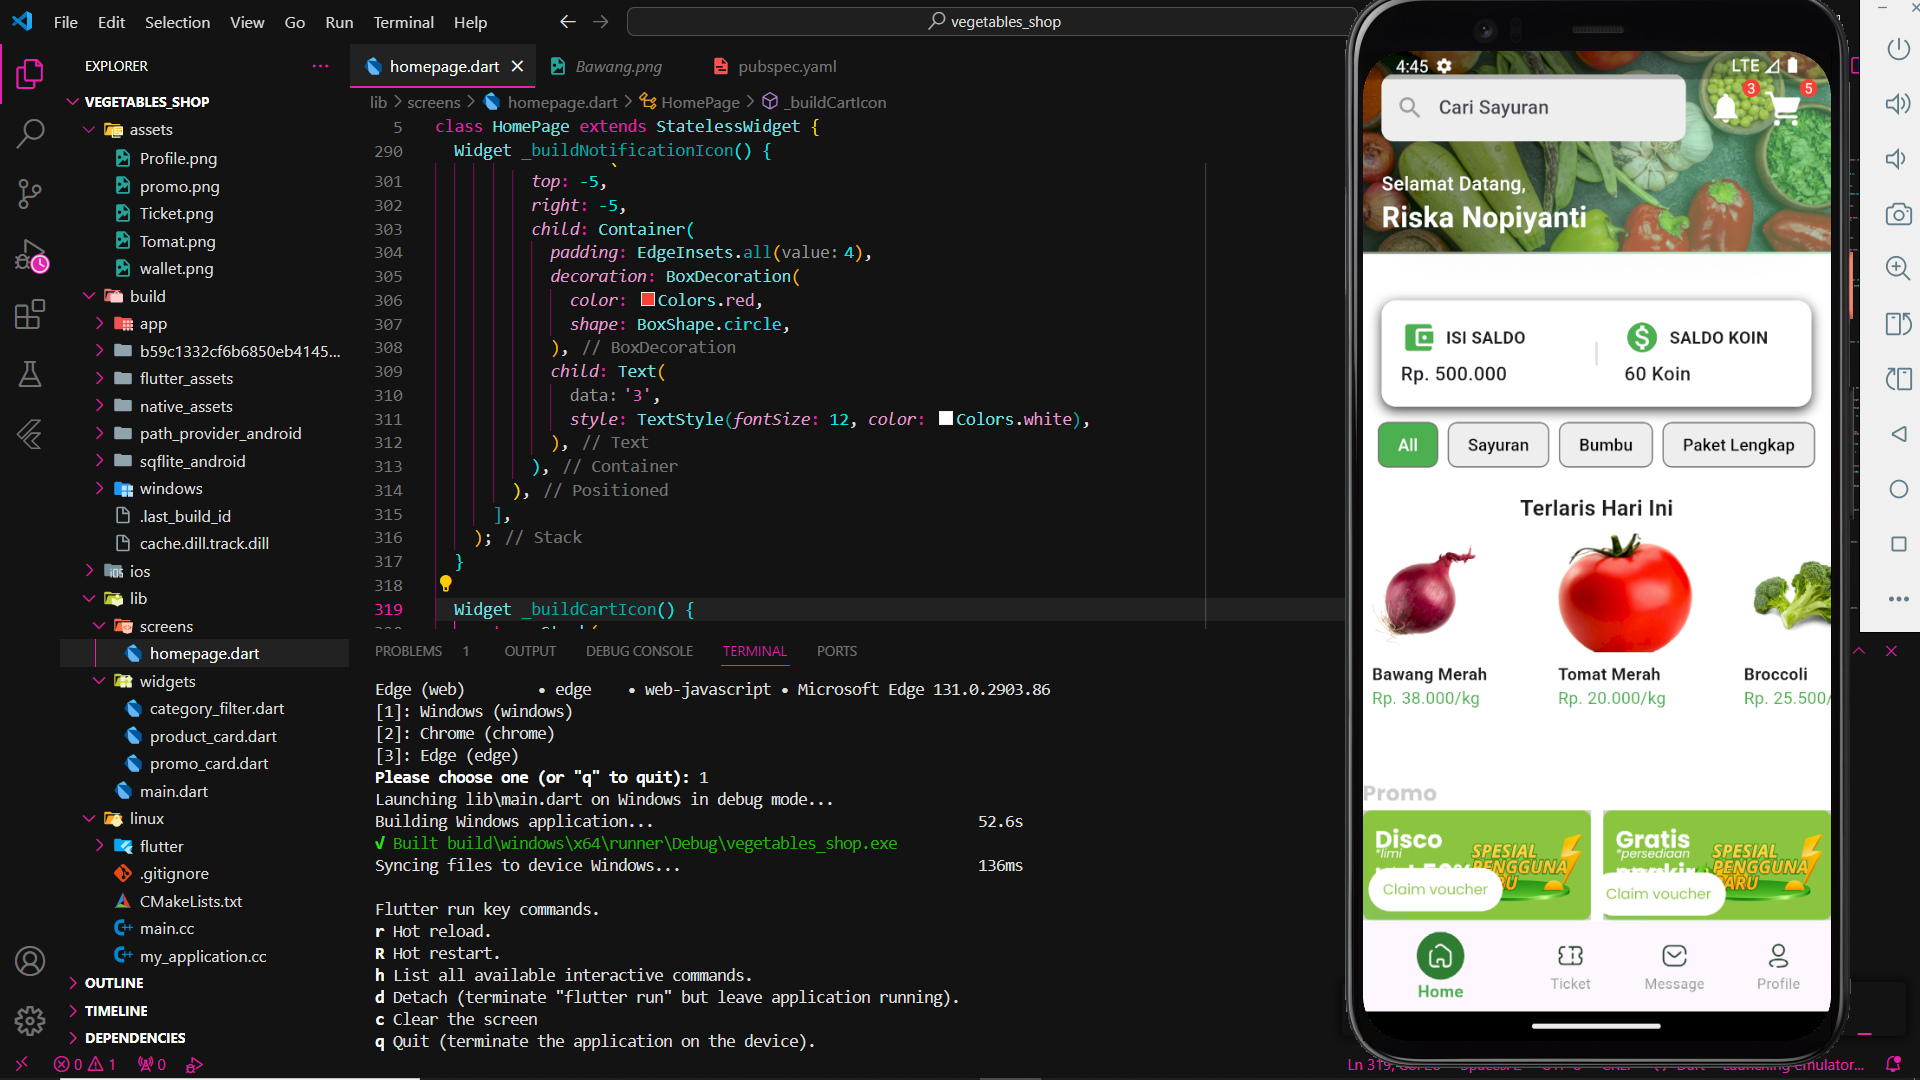 File Edit Selection View Go Run Terminal Help
vegetables_shop
EXPLORER
VEGETABLES_SHOP
assets
Profile.png
promo.png
Ticket.png
Tomat.png
wallet.png
build
app
b59c1332cf6b6850eb4145...
flutter_assets
native_assets
path_provider_android
sqflite_android
windows
.last_build_id
cache.dill.track.dill
ios
lib
screens
homepage.dart
widgets
category_filter.dart
product_card.dart
promo_card.dart
main.dart
linux
flutter
.gitignore
CMakeLists.txt
main.cc
my_application.cc
OUTLINE
TIMELINE
DEPENDENCIES
0 1 0
homepage.dart Bawang.png pubspec.yaml
lib > screens > homepage.dart > HomePage > _buildCartIcon
5 class HomePage extends StatelessWidget {
290 Widget _buildNotificationIcon() {
301 top: -5,
302 right: -5,
303 child: Container(
304 padding: EdgeInsets.all(value: 4),
305 decoration: BoxDecoration(
306 color: Colors.red,
307 shape: BoxShape.circle,
308 ), // BoxDecoration
309 child: Text(
310 data: '3',
311 style: TextStyle(fontSize: 12, color: Colors.white),
312 ), // Text
313 ), // Container
314 ), // Positioned
315 ],
316 ); // Stack
317 }
318
319 Widget _buildCartIcon() {
PROBLEMS 1 OUTPUT DEBUG CONSOLE TERMINAL PORTS
Edge (web) • edge • web-javascript • Microsoft Edge 131.0.2903.86
[1]: Windows (windows)
[2]: Chrome (chrome)
[3]: Edge (edge)
Please choose one (or "q" to quit): 1
Launching lib\main.dart on Windows in debug mode...
Building Windows application... 52.6s
√ Built build\windows\x64\runner\Debug\vegetables_shop.exe
Syncing files to device Windows... 136ms
Flutter run key commands.
r Hot reload.
R Hot restart.
h List all available interactive commands.
d Detach (terminate "flutter run" but leave application running).
c Clear the screen
q Quit (terminate the application on the device).
4:45 LTE
Cari Sayuran
3 5
Selamat Datang,
Riska Nopiyanti
ISI SALDO SALDO KOIN
Rp. 500.000 60 Koin
All Sayuran Bumbu Paket Lengkap
Terlaris Hari Ini
Bawang Merah Tomat Merah Broccoli
Rp. 38.000/kg Rp. 20.000/kg Rp. 25.500/
Promo
Disco Gratis
*limi *persediaan
SPESIAL SPESIAL
PENGGUNA PENGGUNA
Claim voucher Claim voucher
Home Ticket Message Profile
Ln 319,